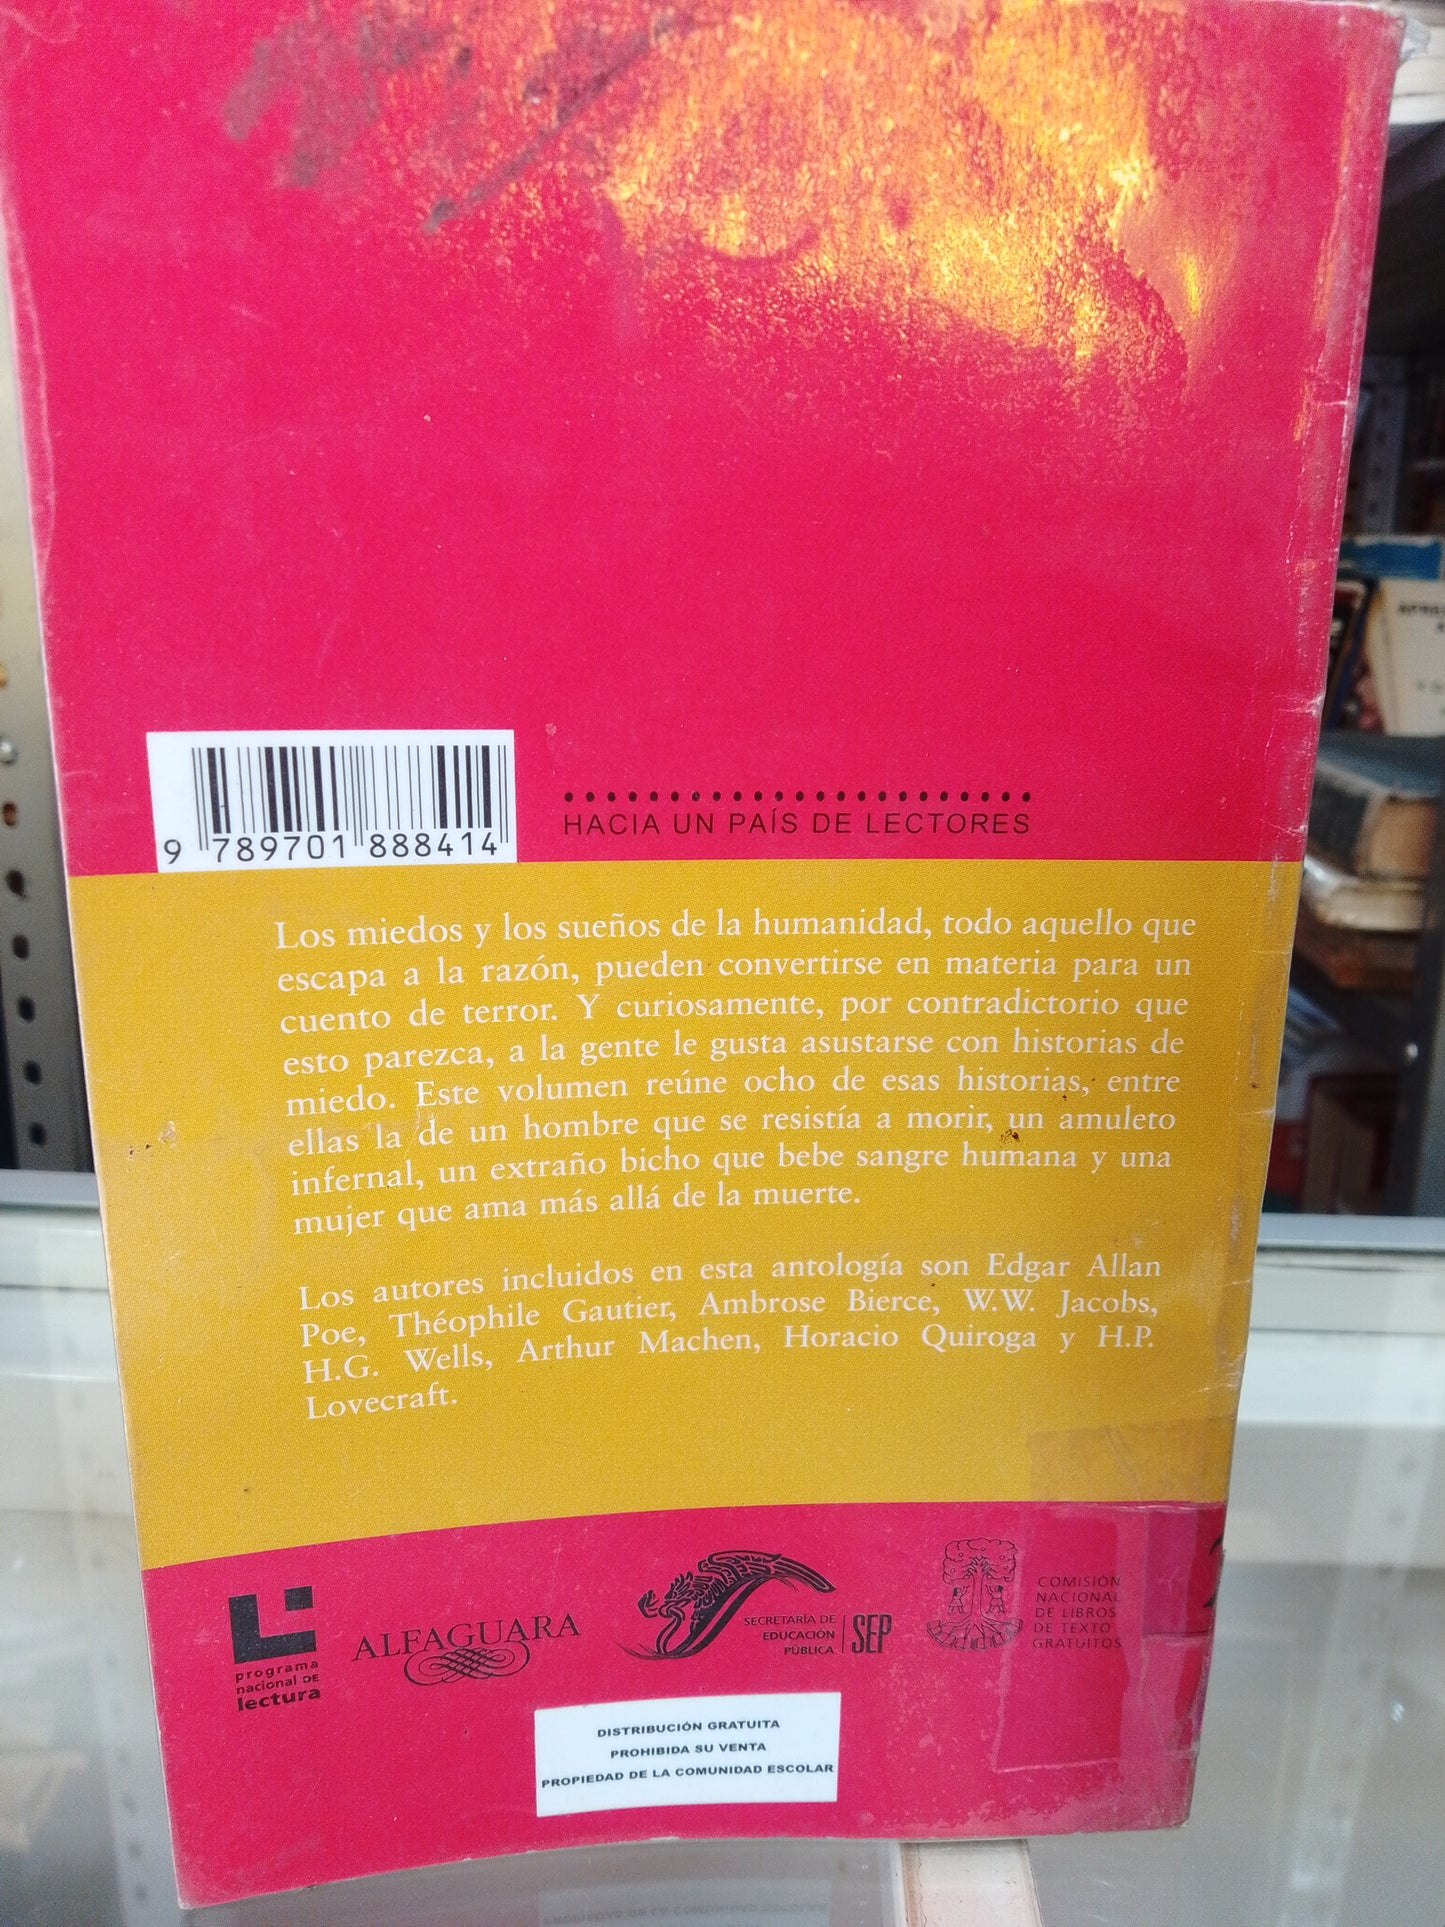 9 789701 888414
HACIA UN PAÍS DE LECTORES
Los miedos y los sueños de la humanidad, todo aquello que
escapa a la razón, pueden convertirse en materia para un
cuento de terror. Y curiosamente, por contradictorio que
esto parezca, a la gente le gusta asustarse con historias de
miedo. Este volumen reúne ocho de esas historias, entre
ellas la de un hombre que se resistía a morir, un amuleto
infernal, un extraño bicho que bebe sangre humana y una
mujer que ama más allá de la muerte.
Los autores incluidos en esta antología son Edgar Allan
Poe, Théophile Gautier, Ambrose Bierce, W.W. Jacobs,
H.G. Wells, Arthur Machen, Horacio Quiroga y H.P.
Lovecraft.
programa
nacional DE
lectura
ALFAGUARA
SECRETARÍA DE
EDUCACIÓN
PÚBLICA
SEP
COMISIÓN
NACIONAL
DE LIBROS
DE TEXTO
GRATUITOS
DISTRIBUCIÓN GRATUITA
PROHIBIDA SU VENTA
PROPIEDAD DE LA COMUNIDAD ESCOLAR